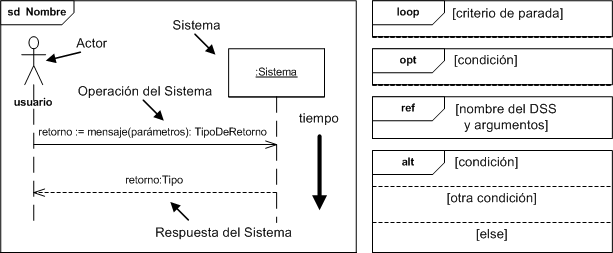 sd Nombre
Sistema
Actor
:Sistema
usuario
Operación del Sistema
tiempo
retorno := mensaje(parámetros): TipoDeRetorno
retorno:Tipo
Respuesta del Sistema
loop [criterio de parada]
opt [condición]
ref [nombre del DSS
y argumentos]
alt [condición]
[otra condición]
[else]